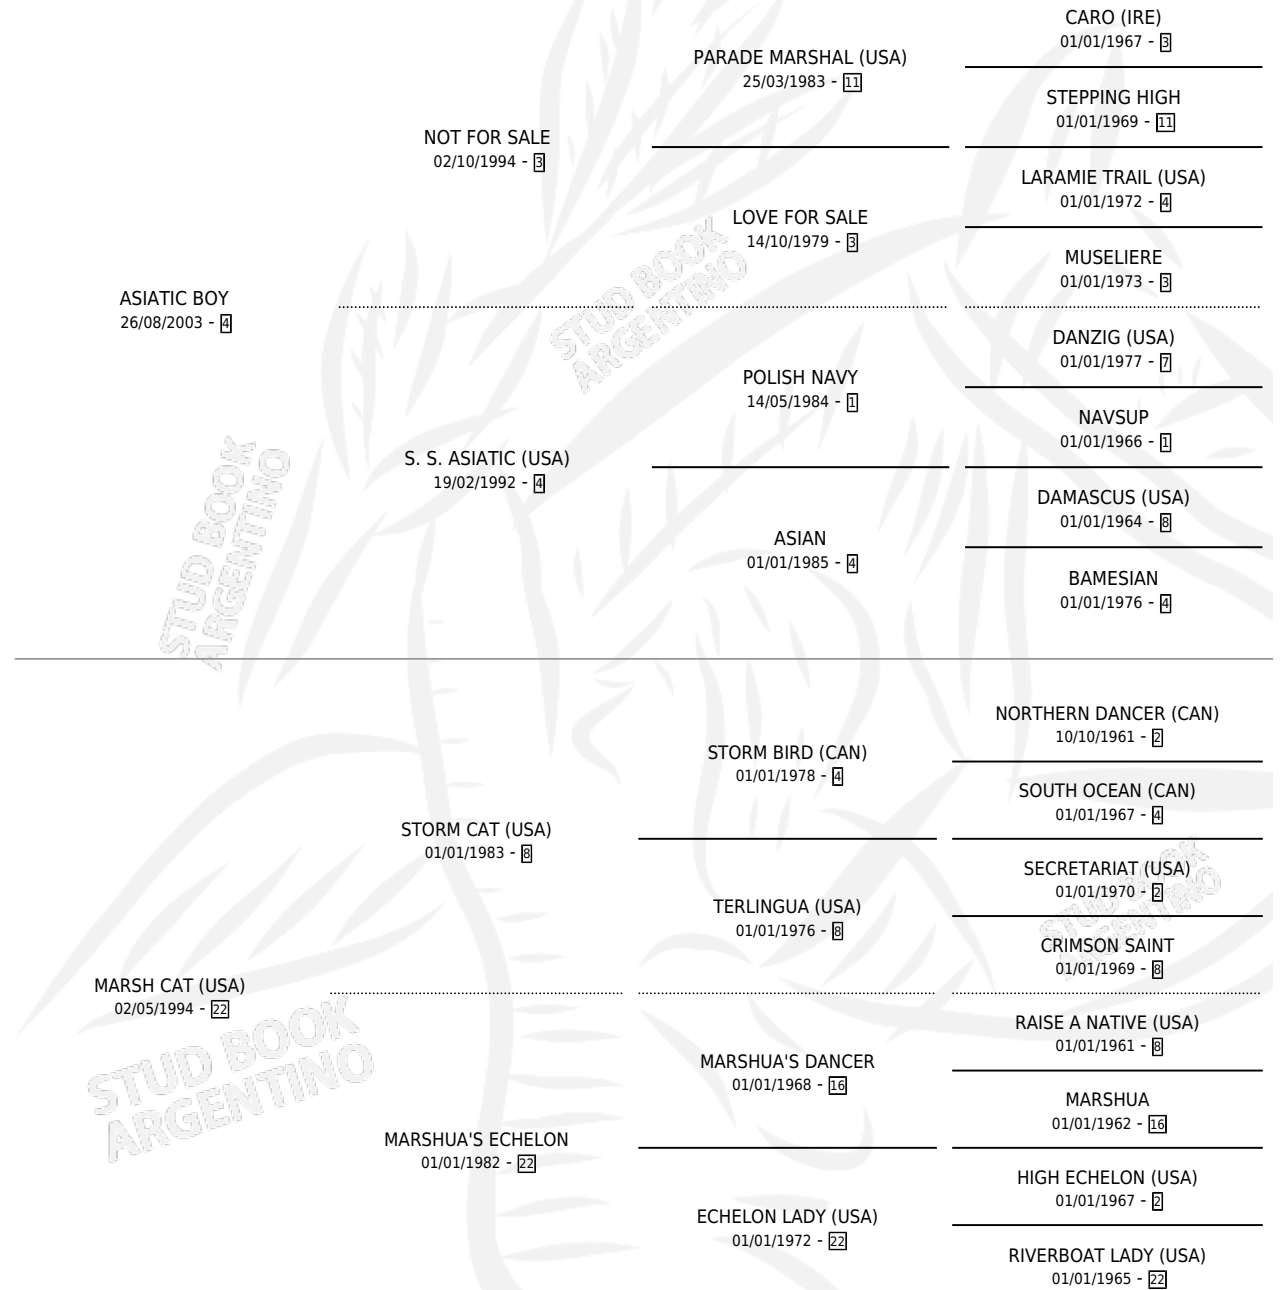 CARO (IRE)
01/01/1967 - 3
PARADE MARSHAL (USA)
25/03/1983 - 11
STEPPING HIGH
01/01/1969 - 11
NOT FOR SALE
02/10/1994 - 3
LARAMIE TRAIL (USA)
01/01/1972 - 4
LOVE FOR SALE
14/10/1979 - 3
MUSELIERE
01/01/1973 - 3
ASIATIC BOY
26/08/2003 - 4
DANZIG (USA)
01/01/1977 - 7
POLISH NAVY
14/05/1984 - 1
NAVSUP
01/01/1966 - 1
S. S. ASIATIC (USA)
19/02/1992 - 4
DAMASCUS (USA)
01/01/1964 - 8
ASIAN
01/01/1985 - 4
BAMESIAN
01/01/1976 - 4
STUD BOOK
ARGENTINO
STUD BOOK
ARGENTINO
NORTHERN DANCER (CAN)
10/10/1961 - 2
STORM BIRD (CAN)
01/01/1978 - 4
SOUTH OCEAN (CAN)
01/01/1967 - 4
STORM CAT (USA)
01/01/1983 - 8
SECRETARIAT (USA)
01/01/1970 - 2
TERLINGUA (USA)
01/01/1976 - 8
CRIMSON SAINT
01/01/1969 - 8
MARSH CAT (USA)
02/05/1994 - 22
RAISE A NATIVE (USA)
01/01/1961 - 8
MARSHUA'S DANCER
01/01/1968 - 16
MARSHUA
01/01/1962 - 16
MARSHUA'S ECHELON
01/01/1982 - 22
HIGH ECHELON (USA)
01/01/1967 - 2
ECHELON LADY (USA)
01/01/1972 - 22
RIVERBOAT LADY (USA)
01/01/1965 - 22
STUD BOOK
ARGENTINO
STUD BOOK
ARGENTINO